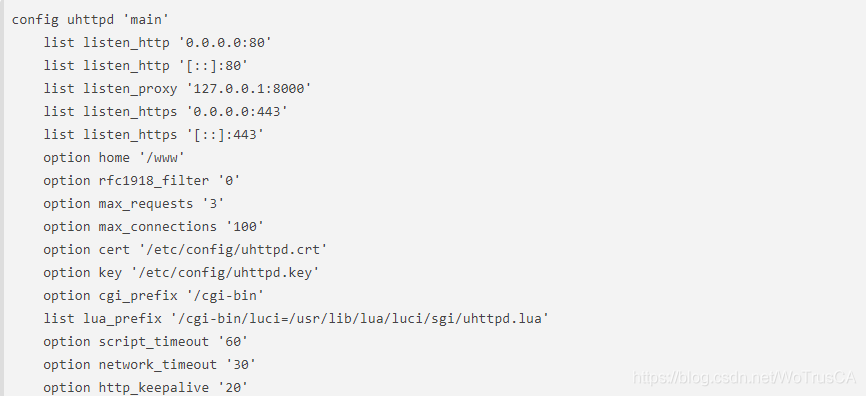 config uhttpd 'main'
    list listen_http '0.0.0.0:80'
    list listen_http '[::]:80'
    list listen_proxy '127.0.0.1:8000'
    list listen_https '0.0.0.0:443'
    list listen_https '[::]:443'
    option home '/www'
    option rfc1918_filter '0'
    option max_requests '3'
    option max_connections '100'
    option cert '/etc/config/uhttpd.crt'
    option key '/etc/config/uhttpd.key'
    option cgi_prefix '/cgi-bin'
    list lua_prefix '/cgi-bin/luci=/usr/lib/lua/luci/sgi/uhttpd.lua'
    option script_timeout '60'
    option network_timeout '30'
    option http_keepalive '20'
https://blog.csdn.net/WoTrusCA